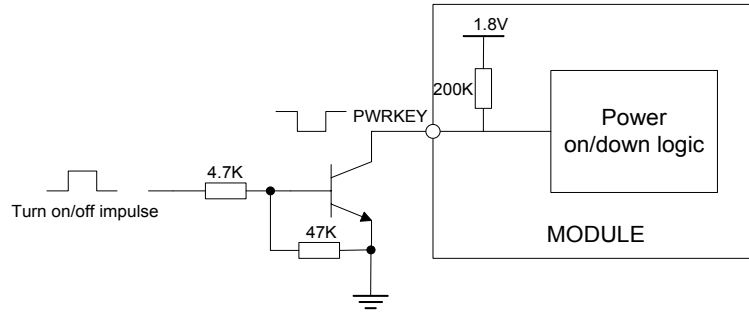 1.8V
200K
PWRKEY
Power
on/down logic
4.7K
Turn on/off impulse
47K
MODULE